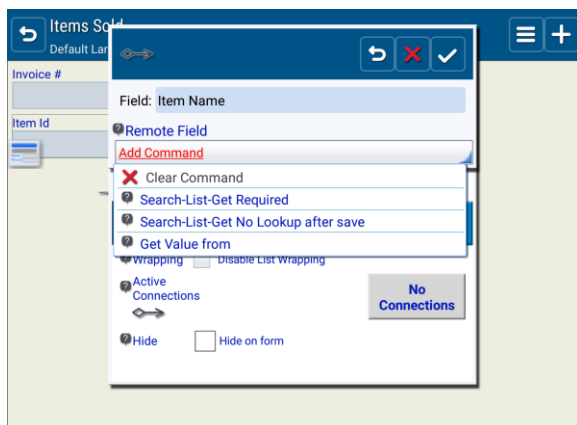 Items So
Default Lar
Invoice #
Field: Item Name
Item Id
Remote Field
Add Command
Clear Command
Search-List-Get Required
Search-List-Get No Lookup after save
Get Value from
Wrapping Disable List Wrapping
Active
Connections
No
Connections
Hide Hide on form